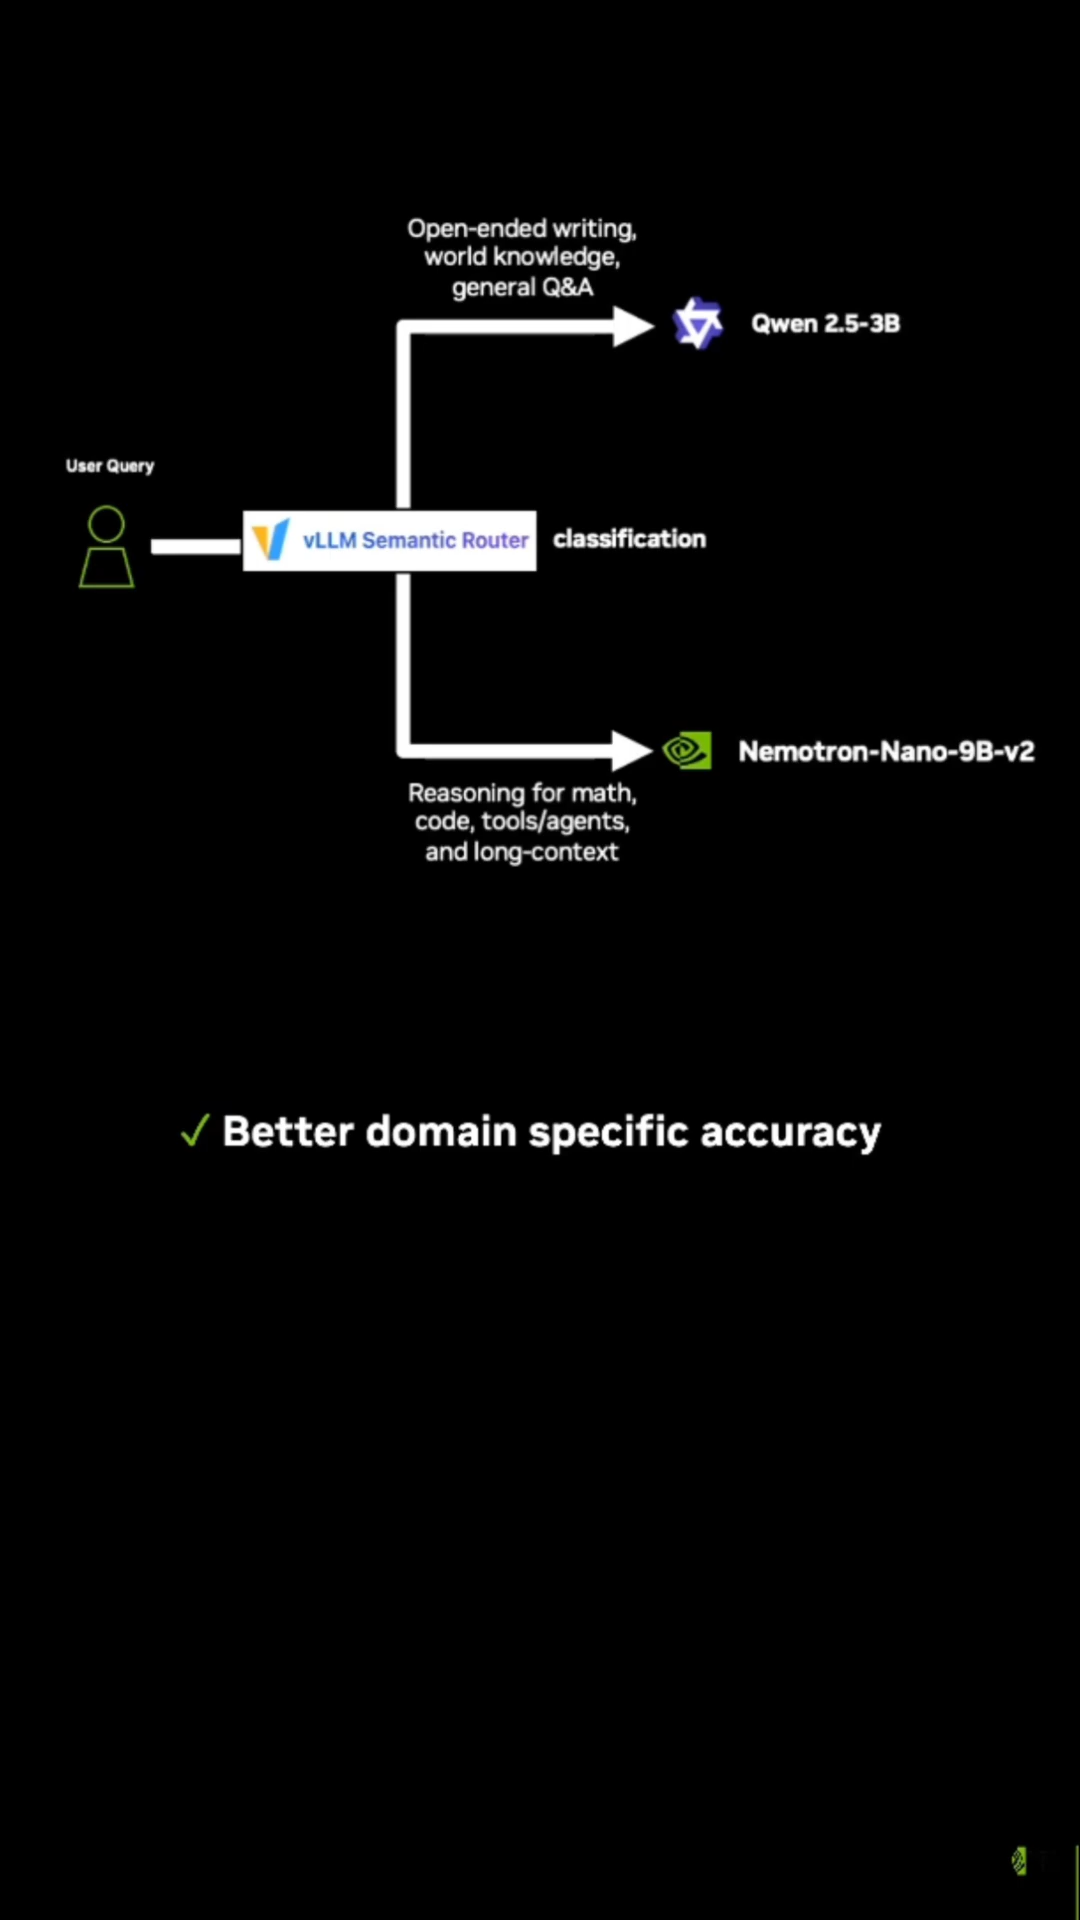 Open-ended writing,
world knowledge,
general Q&A
Qwen 2.5-3B
User Query
vLLM Semantic Router
classification
Nemotron-Nano-9B-v2
Reasoning for math,
code, tools/agents,
and long-context
✓ Better domain specific accuracy